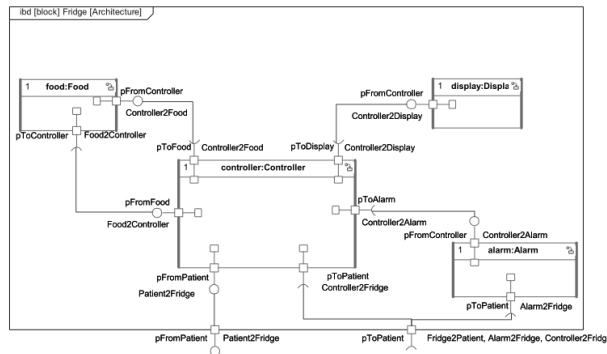 ibd [block] Fridge [Architecture]
1 food:Food
pFromController
Controller2Food
pToController Food2Controller
pFromController
Controller2Display
1 display:Displa
pToFood Controller2Food
pToDisplay Controller2Display
1 controller:Controller
pFromFood
Food2Controller
pToAlarm
Controller2Alarm
pFromController Controller2Alarm
1 alarm:Alarm
pFromPatient
Patient2Fridge
pToPatient
Controller2Fridge
pToPatient Alarm2Fridge
pFromPatient Patient2Fridge
pToPatient Fridge2Patient, Alarm2Fridge, Controller2Fridg